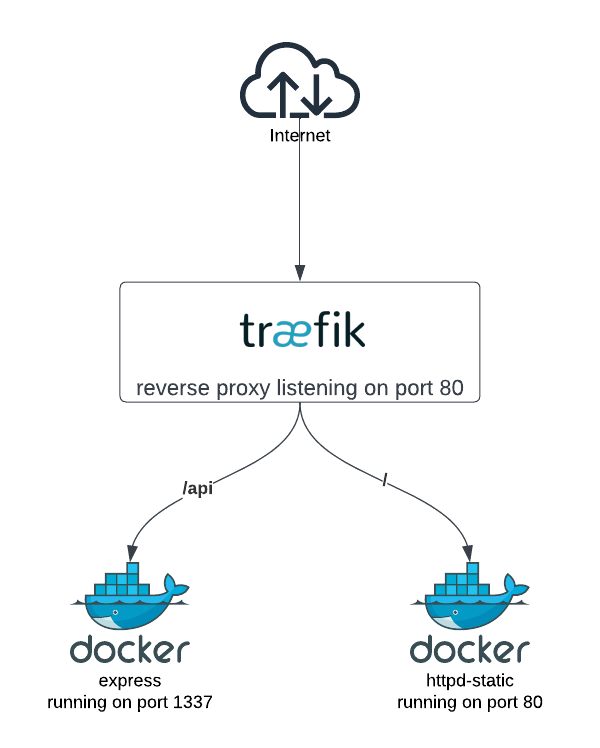 Internet
træfik
reverse proxy listening on port 80
/api
/
docker
express
running on port 1337
docker
httpd-static
running on port 80